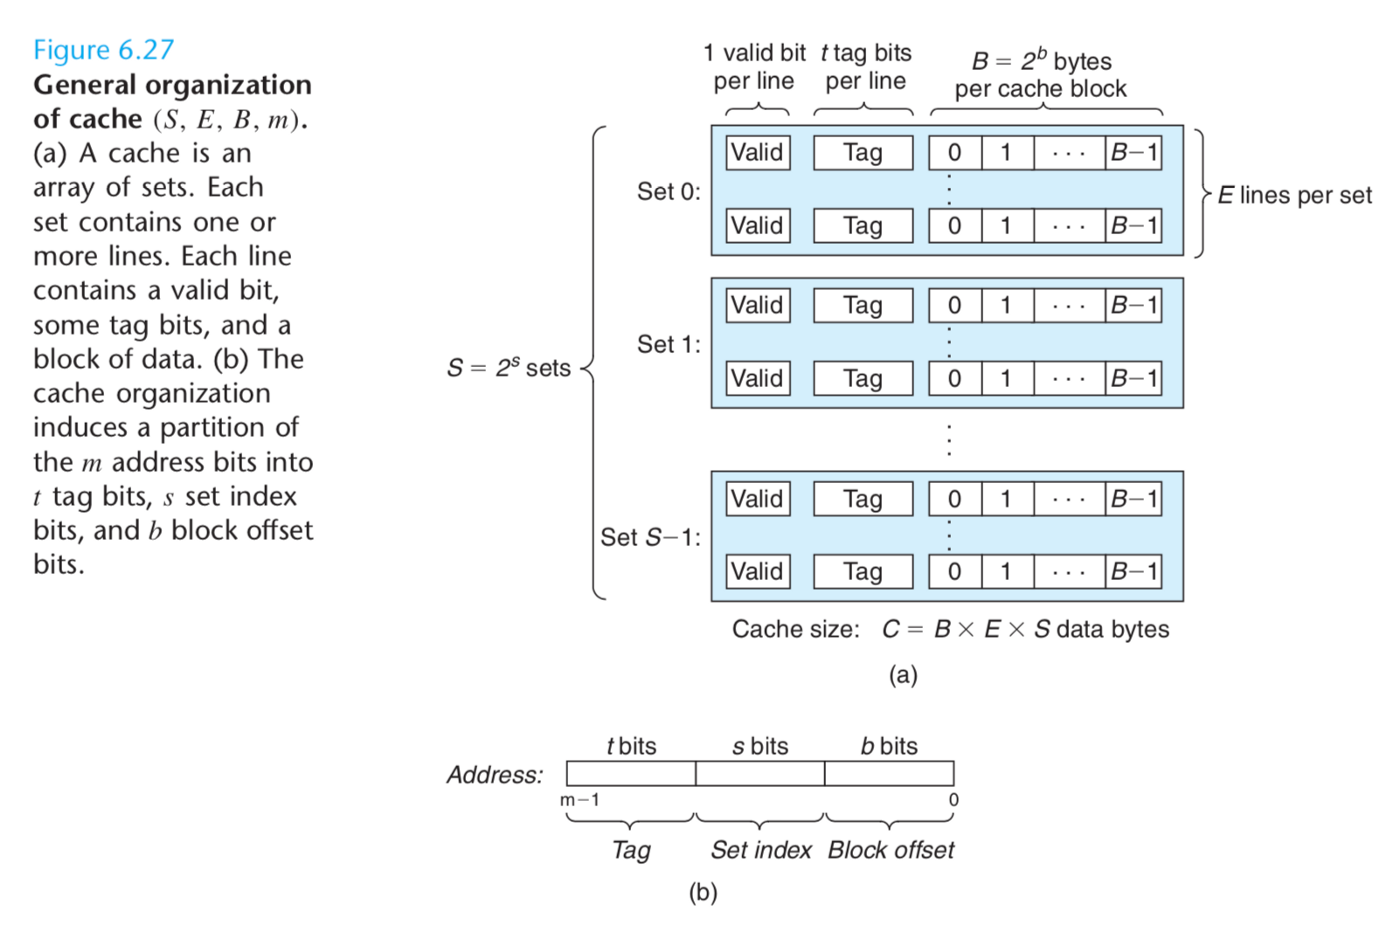 Figure 6.27
General organization
of cache (S, E, B, m).
(a) A cache is an
array of sets. Each
set contains one or
more lines. Each line
contains a valid bit,
some tag bits, and a
block of data. (b) The
cache organization
induces a partition of
the m address bits into
t tag bits, s set index
bits, and b block offset
bits.
1 valid bit
per line
t tag bits
per line
B = 2^b bytes
per cache block
S = 2^s sets
Set 0:
Valid Tag 0 1 ··· B−1
⋮
Valid Tag 0 1 ··· B−1
E lines per set
Set 1:
Valid Tag 0 1 ··· B−1
⋮
Valid Tag 0 1 ··· B−1
⋮
Set S−1:
Valid Tag 0 1 ··· B−1
⋮
Valid Tag 0 1 ··· B−1
Cache size: C = B × E × S data bytes
(a)
t bits s bits b bits
Address:
m−1 0
Tag Set index Block offset
(b)